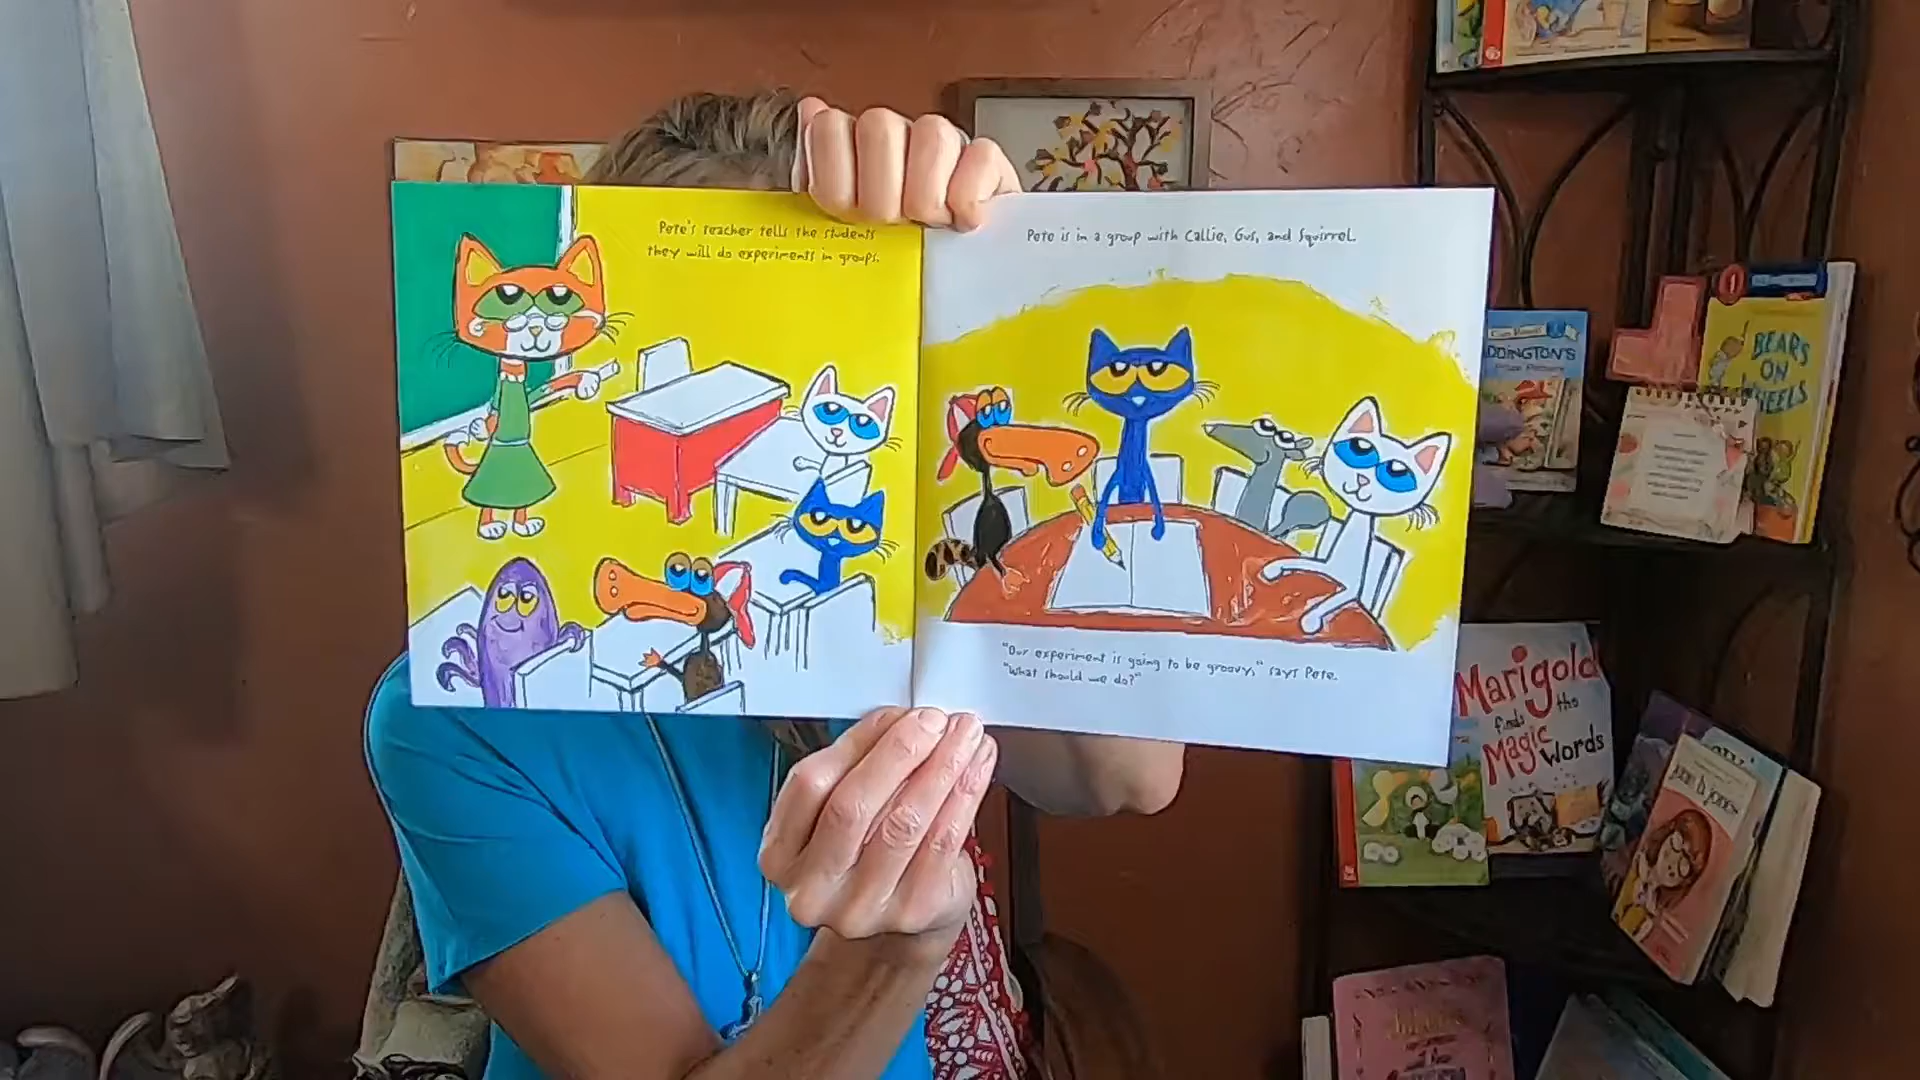 Pete's teacher tells the students
they will do experiments in groups.
Pete is in a group with Callie, Gus, and Squirrel.
"Our experiment is going to be groovy," says Pete.
"What should we do?"
BEARS
ON
WHEELS
Marigold
finds the
Magic
Words